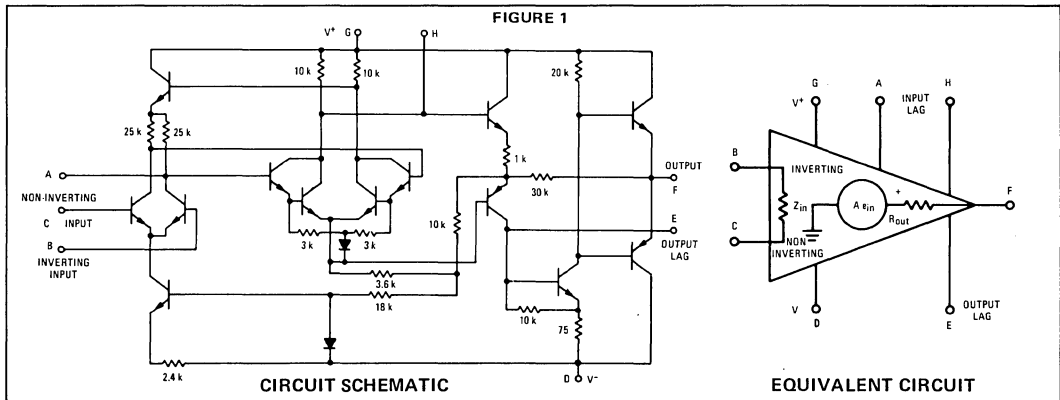 FIGURE 1
V+ G H
10 k 10 k
20 k
25 k 25 k
1 k
A
NON-INVERTING
C INPUT
B
INVERTING
INPUT
30 k
OUTPUT
F
E
OUTPUT
LAG
10 k
3 k 3 k
3.6 k
18 k
10 k
75
2.4 k
D V-
CIRCUIT SCHEMATIC
G A H
V+ INPUT
LAG
B
INVERTING
Zin
A ein
+
Rout
F
C
NON
INVERTING
V
D
OUTPUT
LAG
E
EQUIVALENT CIRCUIT